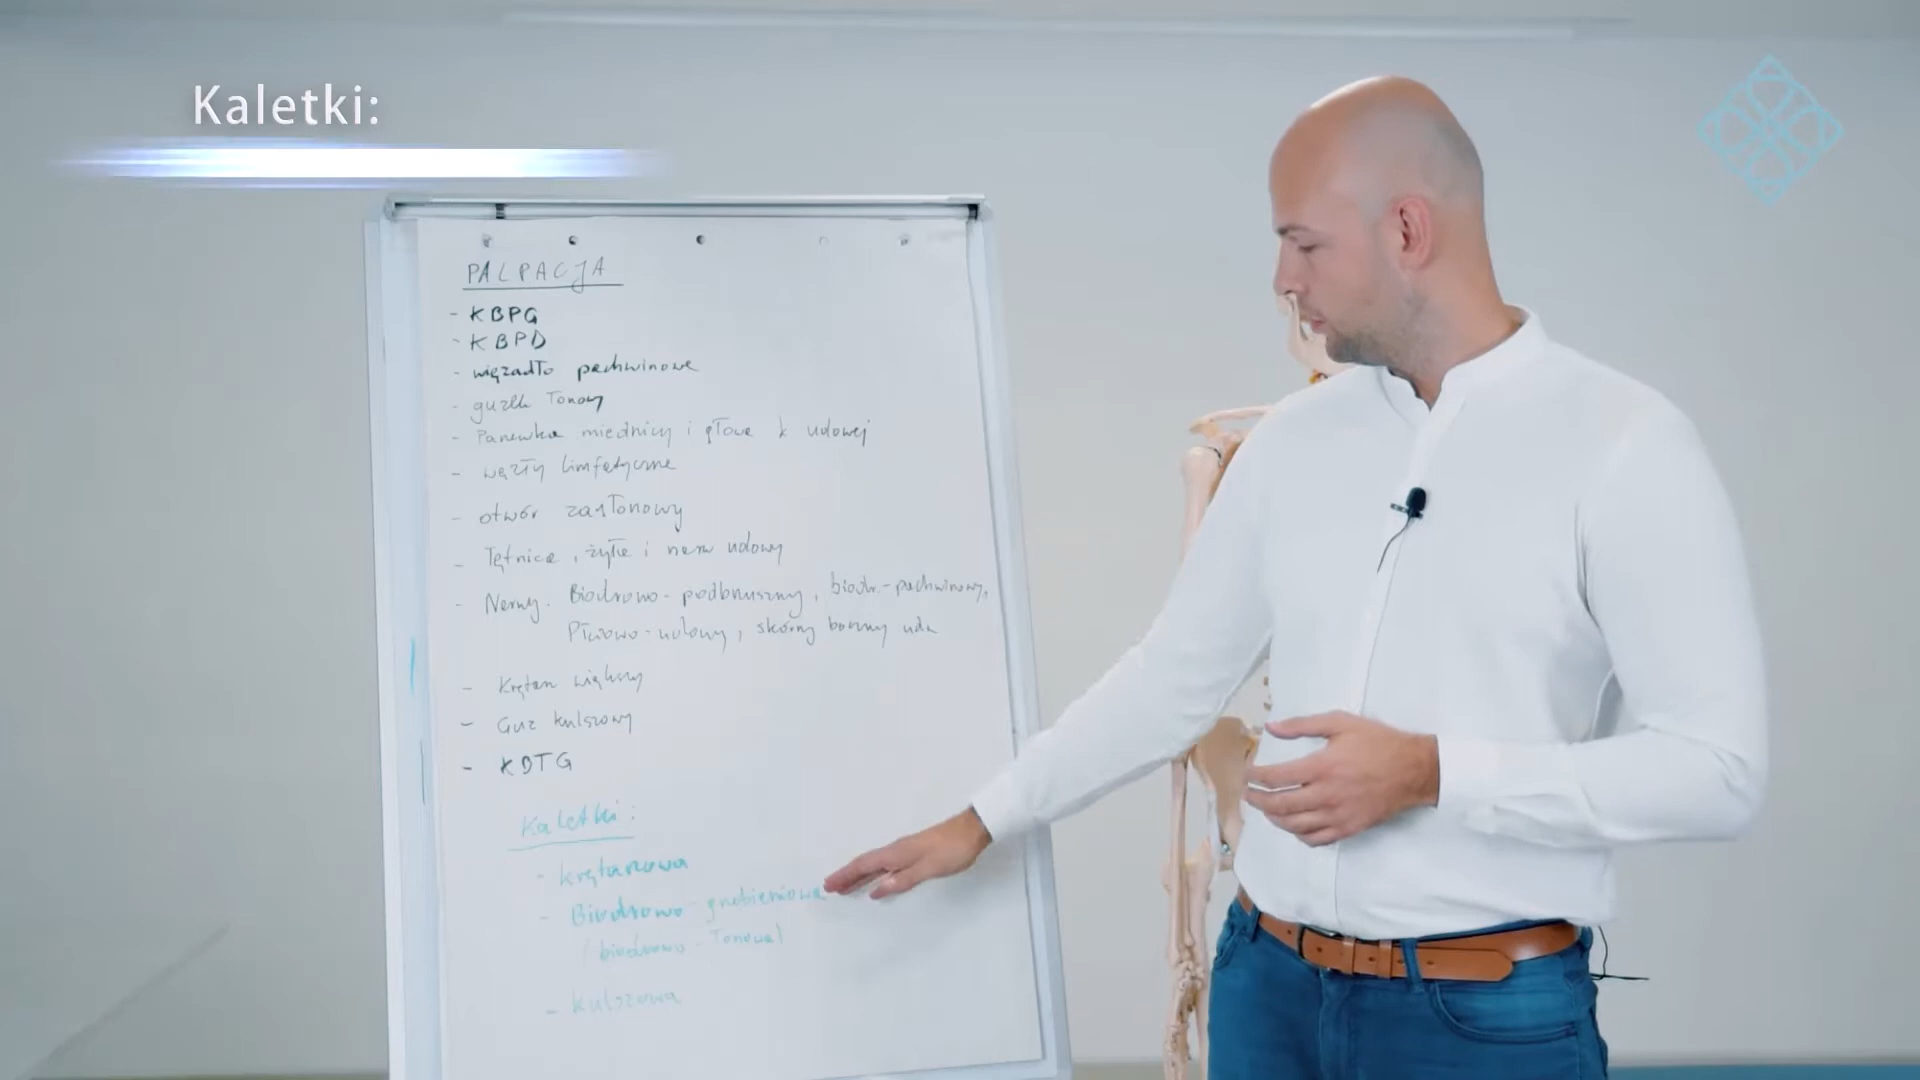 Kaletki:
PALPACJA
- KBPG
- KBPD
- więzadło pachwinowe
- guzek łonowy
- Panewka miednicy i głowa k udowej
- węzły limfatyczne
- otwór zasłonowy
- Tętnica, żyła i nerw udowy
- Nerwy. Biodrowo-podbrzuszny, biodr.-pachwinowy,
Płciowo-udowy, skórny boczny uda
- Krętarz większy
- Guz kulszowy
- KDTG
Kaletki:
- krętarzowa
- Biodrowo-grzebieniowa
/ biodrowo-łonowa /
- kulszowa